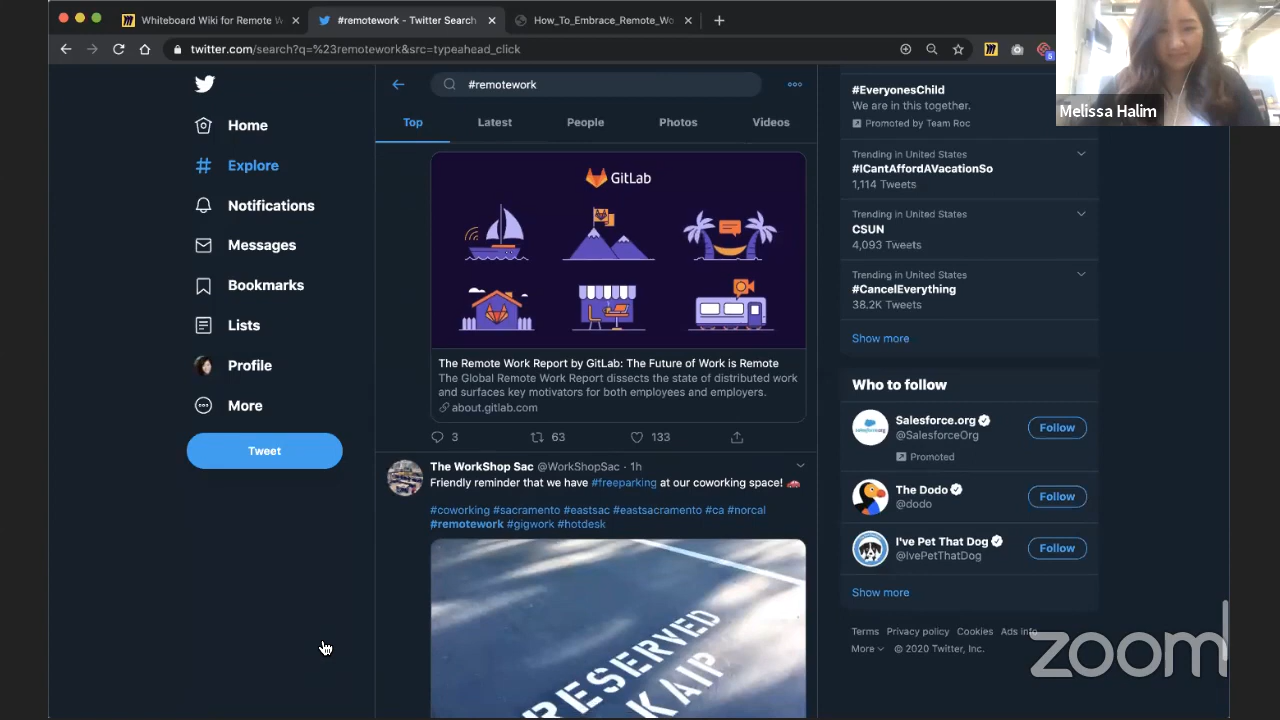 Whiteboard Wiki for Remote W
#remotework - Twitter Search
How_To_Embrace_Remote_Wo
twitter.com/search?q=%23remotework&src=typeahead_click
Melissa Halim
Home
Explore
Notifications
Messages
Bookmarks
Lists
Profile
More
Tweet
#remotework
Top
Latest
People
Photos
Videos
GitLab
The Remote Work Report by GitLab: The Future of Work is Remote
The Global Remote Work Report dissects the state of distributed work
and surfaces key motivators for both employees and employers.
about.gitlab.com
3
63
133
The WorkShop Sac @WorkShopSac · 1h
Friendly reminder that we have #freeparking at our coworking space! 🚗
#coworking #sacramento #eastsac #eastsacramento #ca #norcal
#remotework #gigwork #hotdesk
RESERVED
KAIP
#EveryonesChild
We are in this together.
Promoted by Team Roc
Trending in United States
#ICantAffordAVacationSo
1,114 Tweets
Trending in United States
CSUN
4,093 Tweets
Trending in United States
#CancelEverything
38.2K Tweets
Show more
Who to follow
Salesforce.org
@SalesforceOrg
Follow
Promoted
The Dodo
@dodo
Follow
I've Pet That Dog
@IvePetThatDog
Follow
Show more
Terms Privacy policy Cookies Ads info
More © 2020 Twitter, Inc.
zoom